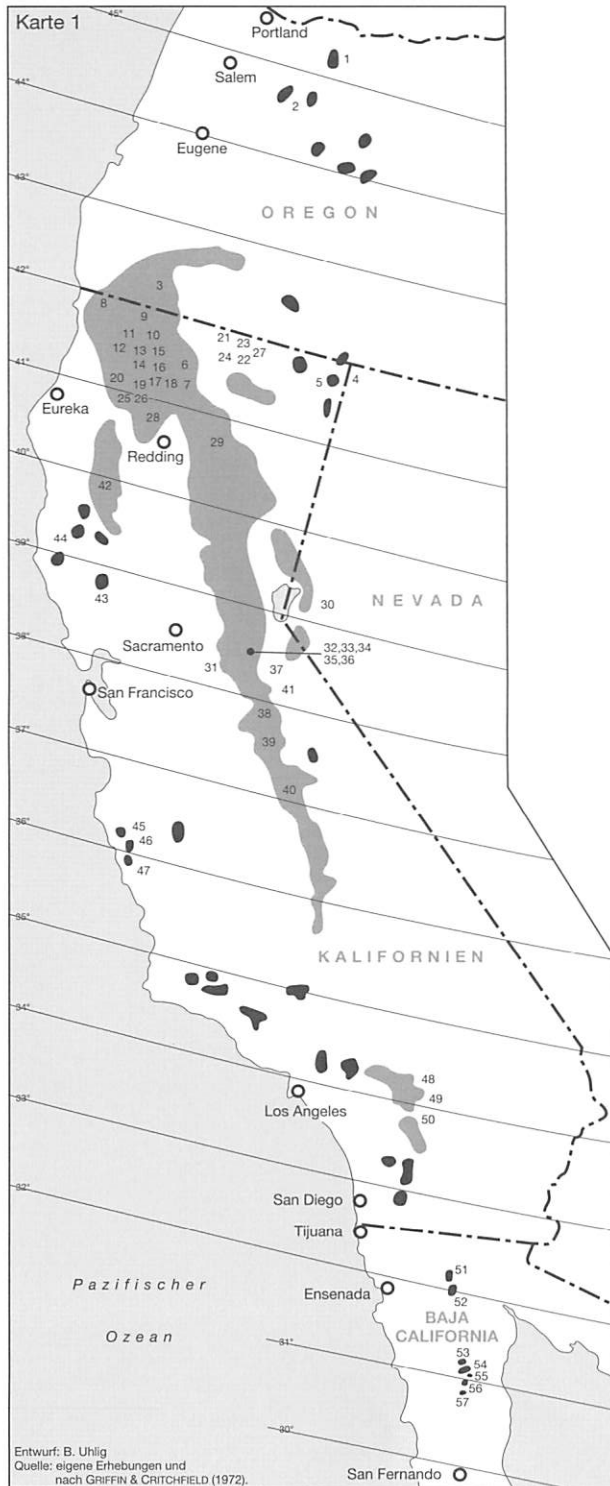 Karte 1
45°
Portland
1
Salem
44°
2
Eugene
43°
OREGON
42°
3
8
9
11 10
21 23
12 13 15
24 22 27
14 16 6
41°
20 19 17 18 7
5 4
25 26
Eureka
28
29
Redding
40°
42
44
39°
43
30
NEVADA
Sacramento
32,33,34
35,36
38°
31
37
41
San Francisco
38
37°
39
40
36°
45
46
47
35°
KALIFORNIEN
34°
48
49
Los Angeles
50
33°
32°
San Diego
Tijuana
51
Pazifischer
Ensenada
52
BAJA
CALIFORNIA
Ozean
31°
53
54
55
56
57
30°
Entwurf: B. Uhlig
Quelle: eigene Erhebungen und
nach GRIFFIN & CRITCHFIELD (1972).
San Fernando